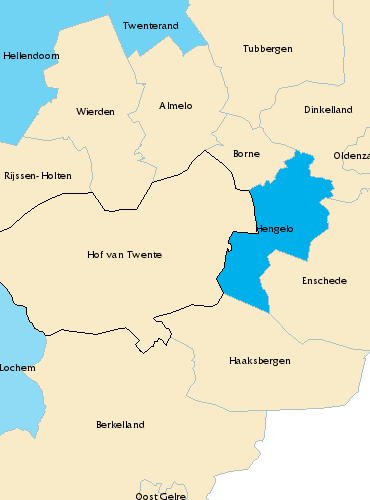 Twenterand
Tubbergen
Hellendoorn
Almelo
Wierden
Dinkelland
Borne
Oldenza
Rijssen-Holten
Hengelo
Hof van Twente
Enschede
Haaksbergen
Lochem
Berkelland
Oost Gelre